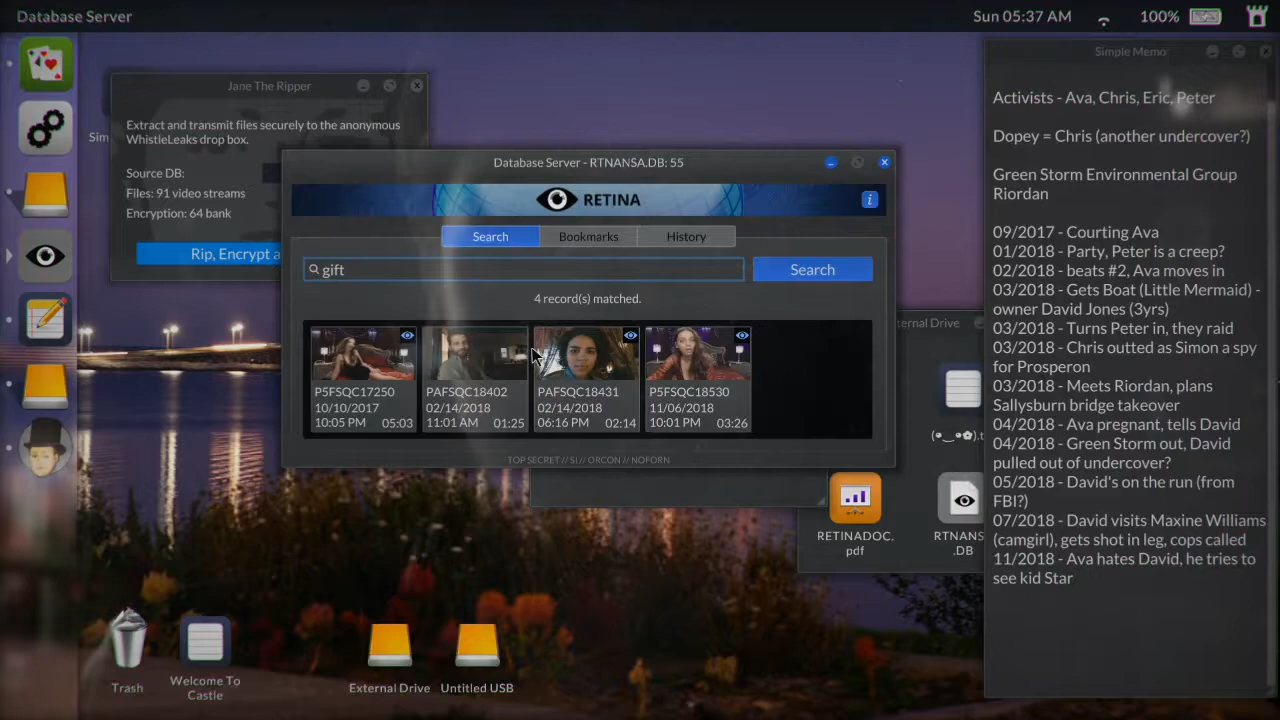 Database Server
Sun 05:37 AM
100%
Jane The Ripper
Extract and transmit files securely to the anonymous
WhistleLeaks drop box.
Source DB:
Files: 91 video streams
Encryption: 64 bank
Rip, Encrypt a
Sim
Database Server - RTNANSA.DB: 55
RETINA
i
Search
Bookmarks
History
gift
Search
4 record(s) matched.
P5FSQC17250
10/10/2017
10:05 PM 05:03
PAFSQC18402
02/14/2018
11:01 AM 01:25
PAFSQC18431
02/14/2018
06:16 PM 02:14
P5FSQC18530
11/06/2018
10:01 PM 03:26
TOP SECRET // SI // ORCON // NOFORN
ernal Drive
(•‿•✿).t
RETINADOC.
pdf
RTNANS
.DB
Simple Memo
Activists - Ava, Chris, Eric, Peter
Dopey = Chris (another undercover?)
Green Storm Environmental Group
Riordan
09/2017 - Courting Ava
01/2018 - Party, Peter is a creep?
02/2018 - beats #2, Ava moves in
03/2018 - Gets Boat (Little Mermaid) -
owner David Jones (3yrs)
03/2018 - Turns Peter in, they raid
03/2018 - Chris outted as Simon a spy
for Prosperon
03/2018 - Meets Riordan, plans
Sallysburn bridge takeover
04/2018 - Ava pregnant, tells David
04/2018 - Green Storm out, David
pulled out of undercover?
05/2018 - David's on the run (from
FBI?)
07/2018 - David visits Maxine Williams
(camgirl), gets shot in leg, cops called
11/2018 - Ava hates David, he tries to
see kid Star
Trash
Welcome To
Castle
External Drive
Untitled USB